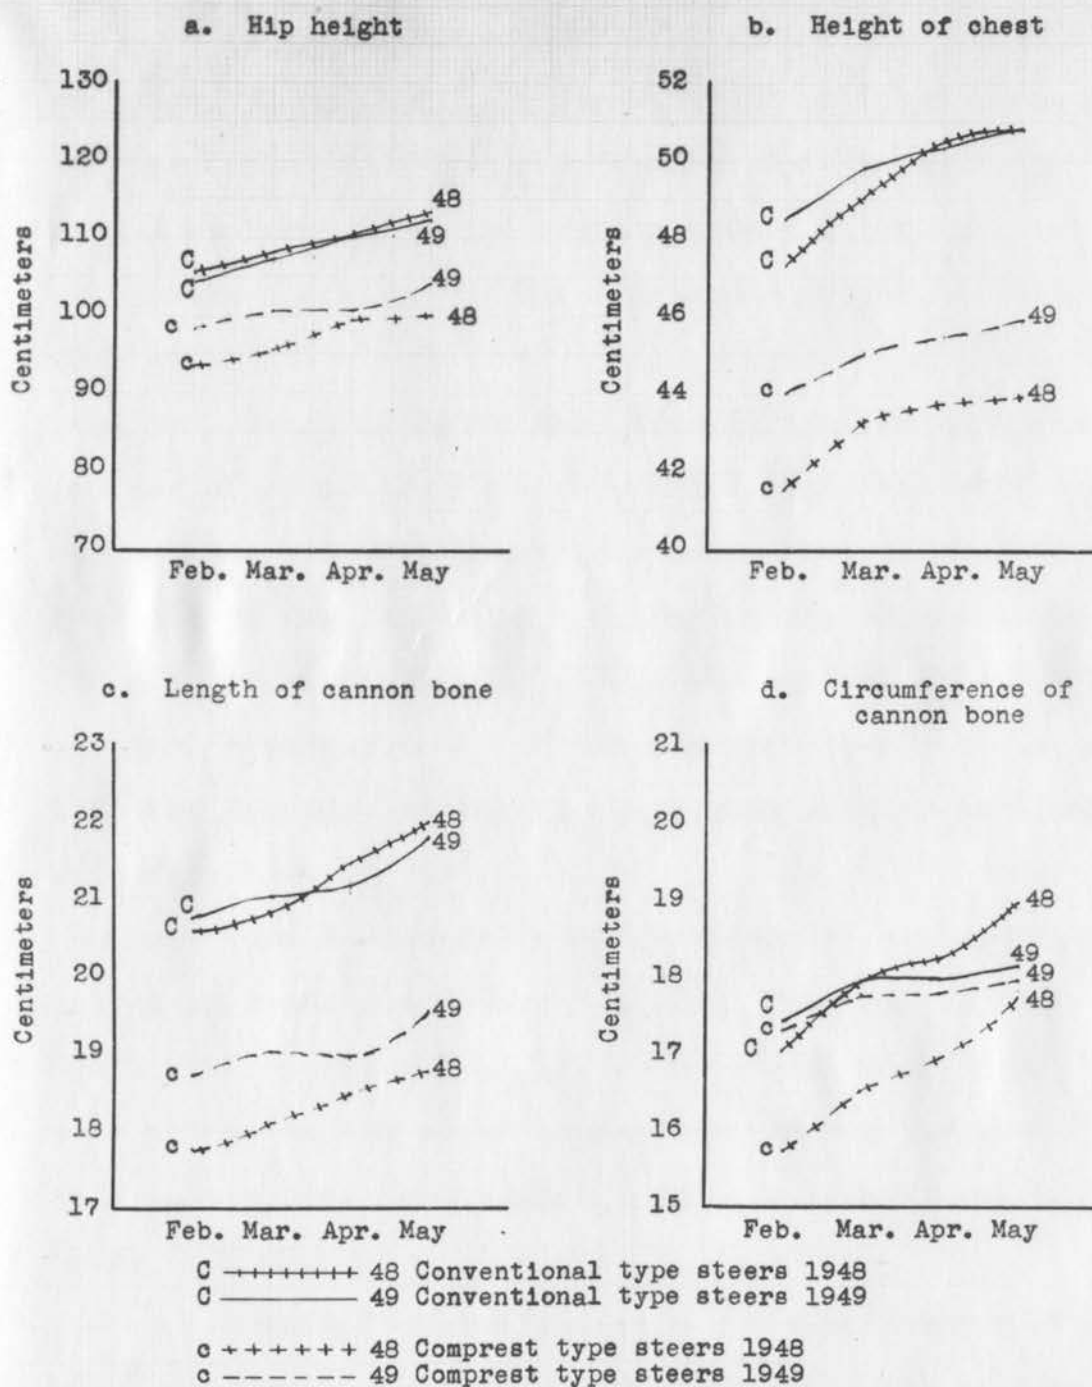 a. Hip height
130
120
110
100
90
80
70
Centimeters
C
C
c
c
48
49
49
48
Feb. Mar. Apr. May
b. Height of chest
52
50
48
46
44
42
40
Centimeters
C
C
c
c
49
48
Feb. Mar. Apr. May
c. Length of cannon bone
23
22
21
20
19
18
17
Centimeters
C
C
c
c
48
49
49
48
Feb. Mar. Apr. May
d. Circumference of
cannon bone
21
20
19
18
17
16
15
Centimeters
C
c
C
c
48
49
49
48
Feb. Mar. Apr. May
C 48 Conventional type steers 1948
C 49 Conventional type steers 1949
c 48 Comprest type steers 1948
c 49 Comprest type steers 1949